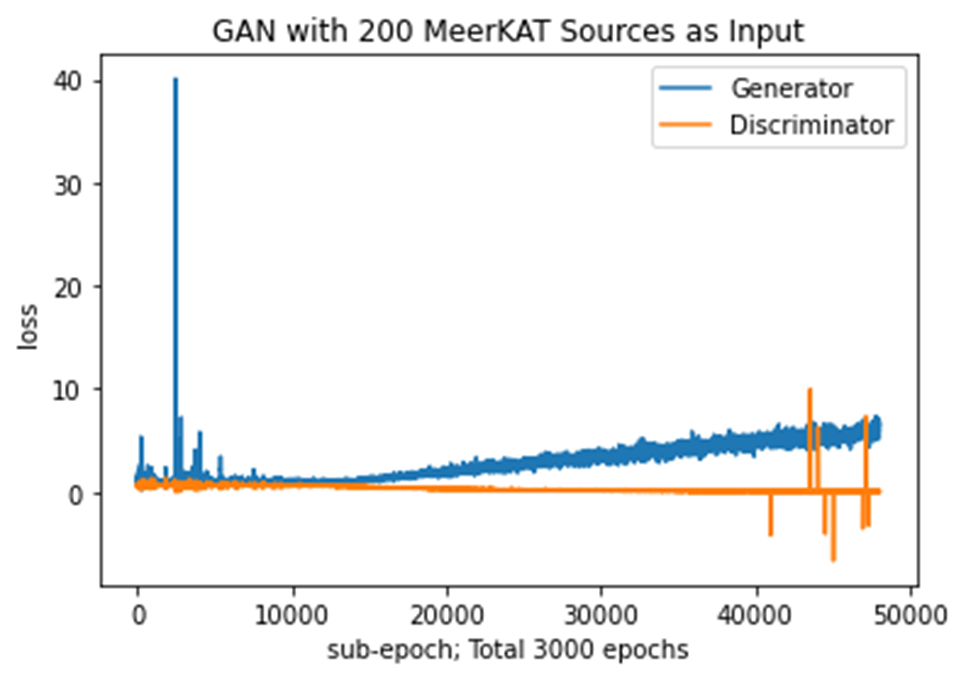 GAN with 200 MeerKAT Sources as Input
Generator
Discriminator
40
30
20
10
0
loss
0 10000 20000 30000 40000 50000
sub-epoch; Total 3000 epochs